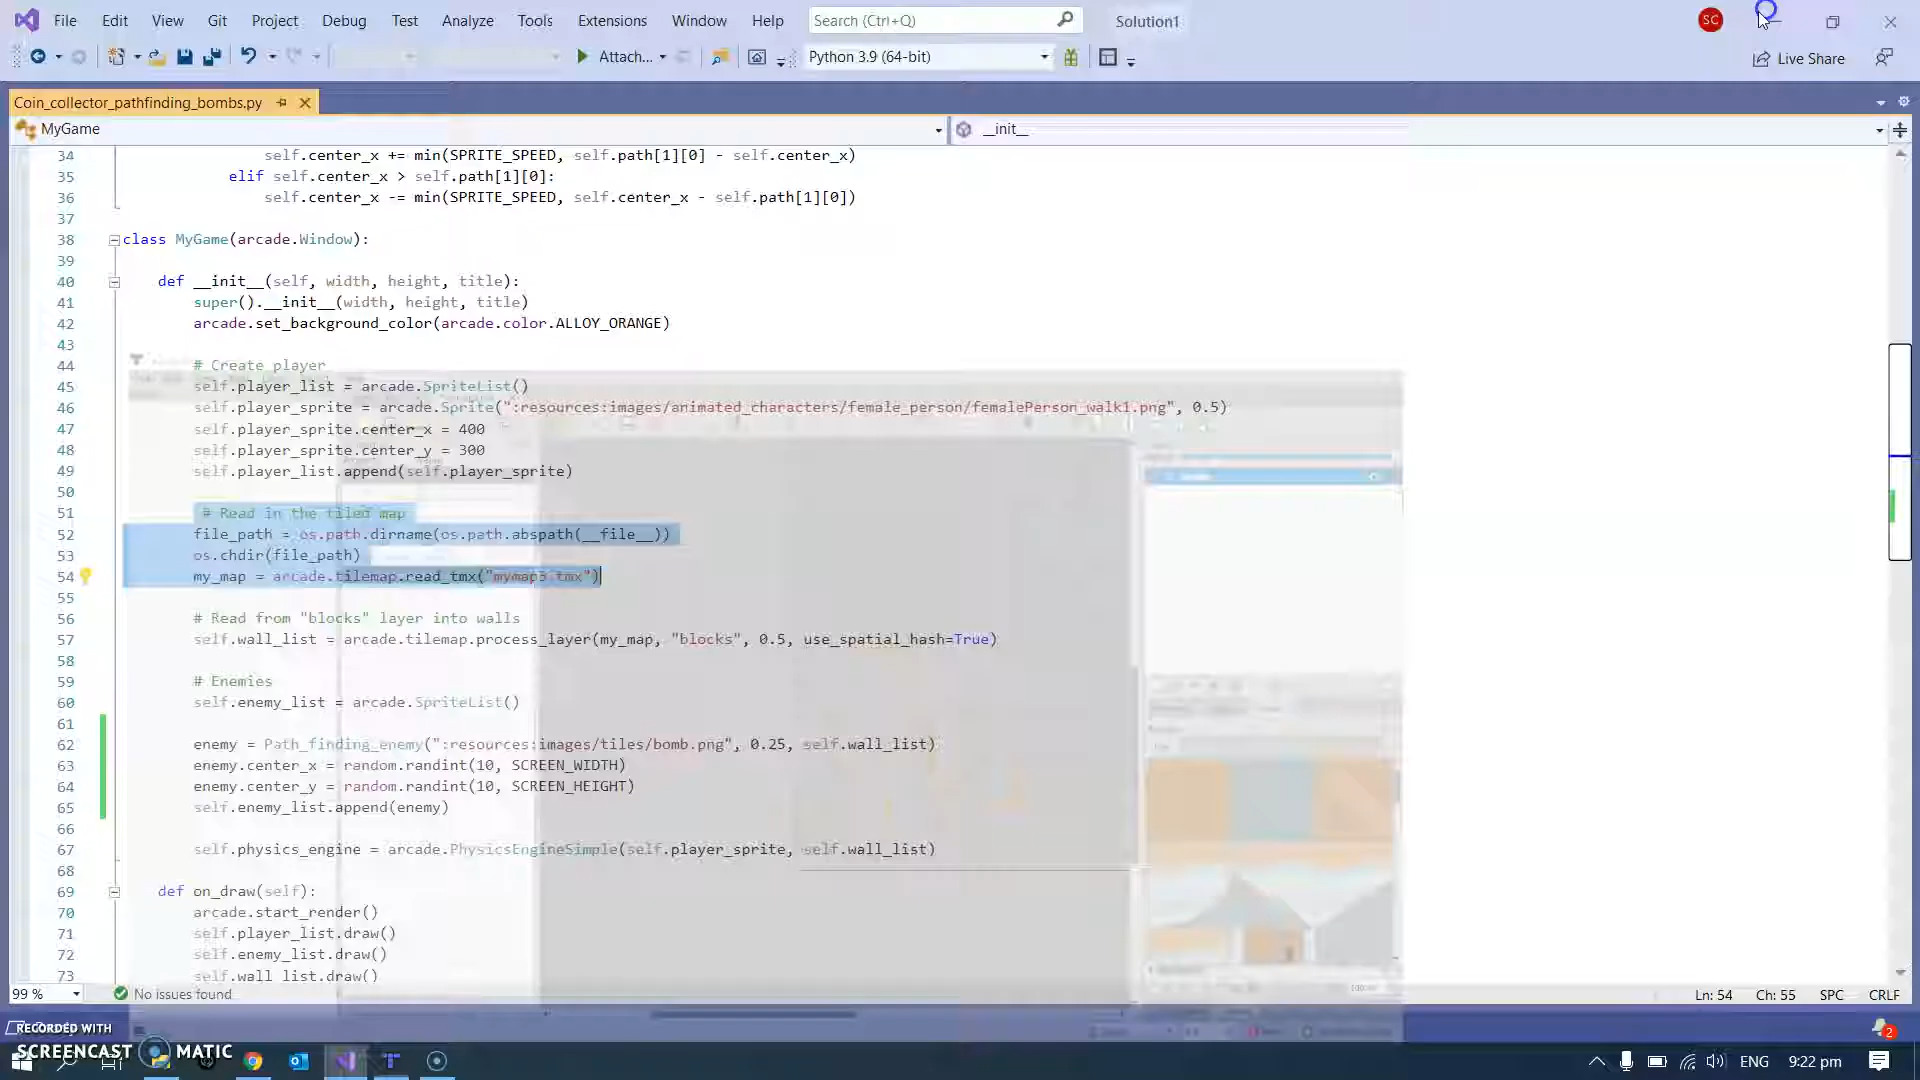 File Edit View Git Project Debug Test Analyze Tools Extensions Window Help Search (Ctrl+Q) Solution1 SC
Attach... Python 3.9 (64-bit) Live Share
Coin_collector_pathfinding_bombs.py
MyGame __init__
34 self.center_x += min(SPRITE_SPEED, self.path[1][0] - self.center_x)
35 elif self.center_x > self.path[1][0]:
36 self.center_x -= min(SPRITE_SPEED, self.center_x - self.path[1][0])
37
38 class MyGame(arcade.Window):
39
40 def __init__(self, width, height, title):
41 super().__init__(width, height, title)
42 arcade.set_background_color(arcade.color.ALLOY_ORANGE)
43
44 # Create player
45 self.player_list = arcade.SpriteList()
46 self.player_sprite = arcade.Sprite(":resources:images/animated_characters/female_person/femalePerson_walk1.png", 0.5)
47 self.player_sprite.center_x = 400
48 self.player_sprite.center_y = 300
49 self.player_list.append(self.player_sprite)
50
51 # Read in the tiled map
52 file_path = os.path.dirname(os.path.abspath(__file__))
53 os.chdir(file_path)
54 my_map = arcade.tilemap.read_tmx("mymap3.tmx")
55
56 # Read from "blocks" layer into walls
57 self.wall_list = arcade.tilemap.process_layer(my_map, "blocks", 0.5, use_spatial_hash=True)
58
59 # Enemies
60 self.enemy_list = arcade.SpriteList()
61
62 enemy = Path_finding_enemy(":resources:images/tiles/bomb.png", 0.25, self.wall_list)
63 enemy.center_x = random.randint(10, SCREEN_WIDTH)
64 enemy.center_y = random.randint(10, SCREEN_HEIGHT)
65 self.enemy_list.append(enemy)
66
67 self.physics_engine = arcade.PhysicsEngineSimple(self.player_sprite, self.wall_list)
68
69 def on_draw(self):
70 arcade.start_render()
71 self.player_list.draw()
72 self.enemy_list.draw()
73 self.wall_list.draw()
99 % No issues found Ln: 54 Ch: 55 SPC CRLF
RECORDED WITH
SCREENCAST MATIC
2
ENG 9:22 pm